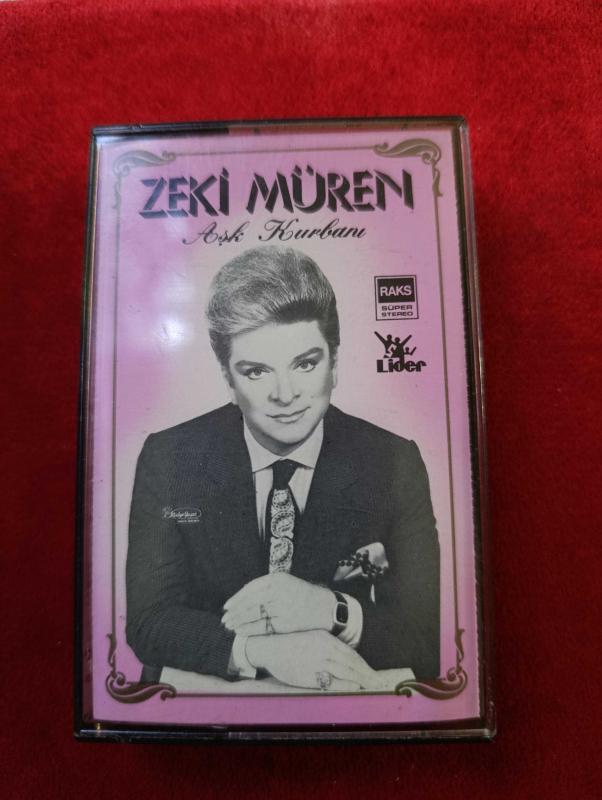 ZEKİ MÜREN
Aşk Kurbanı
RAKS
SÜPER
STEREO
Lider